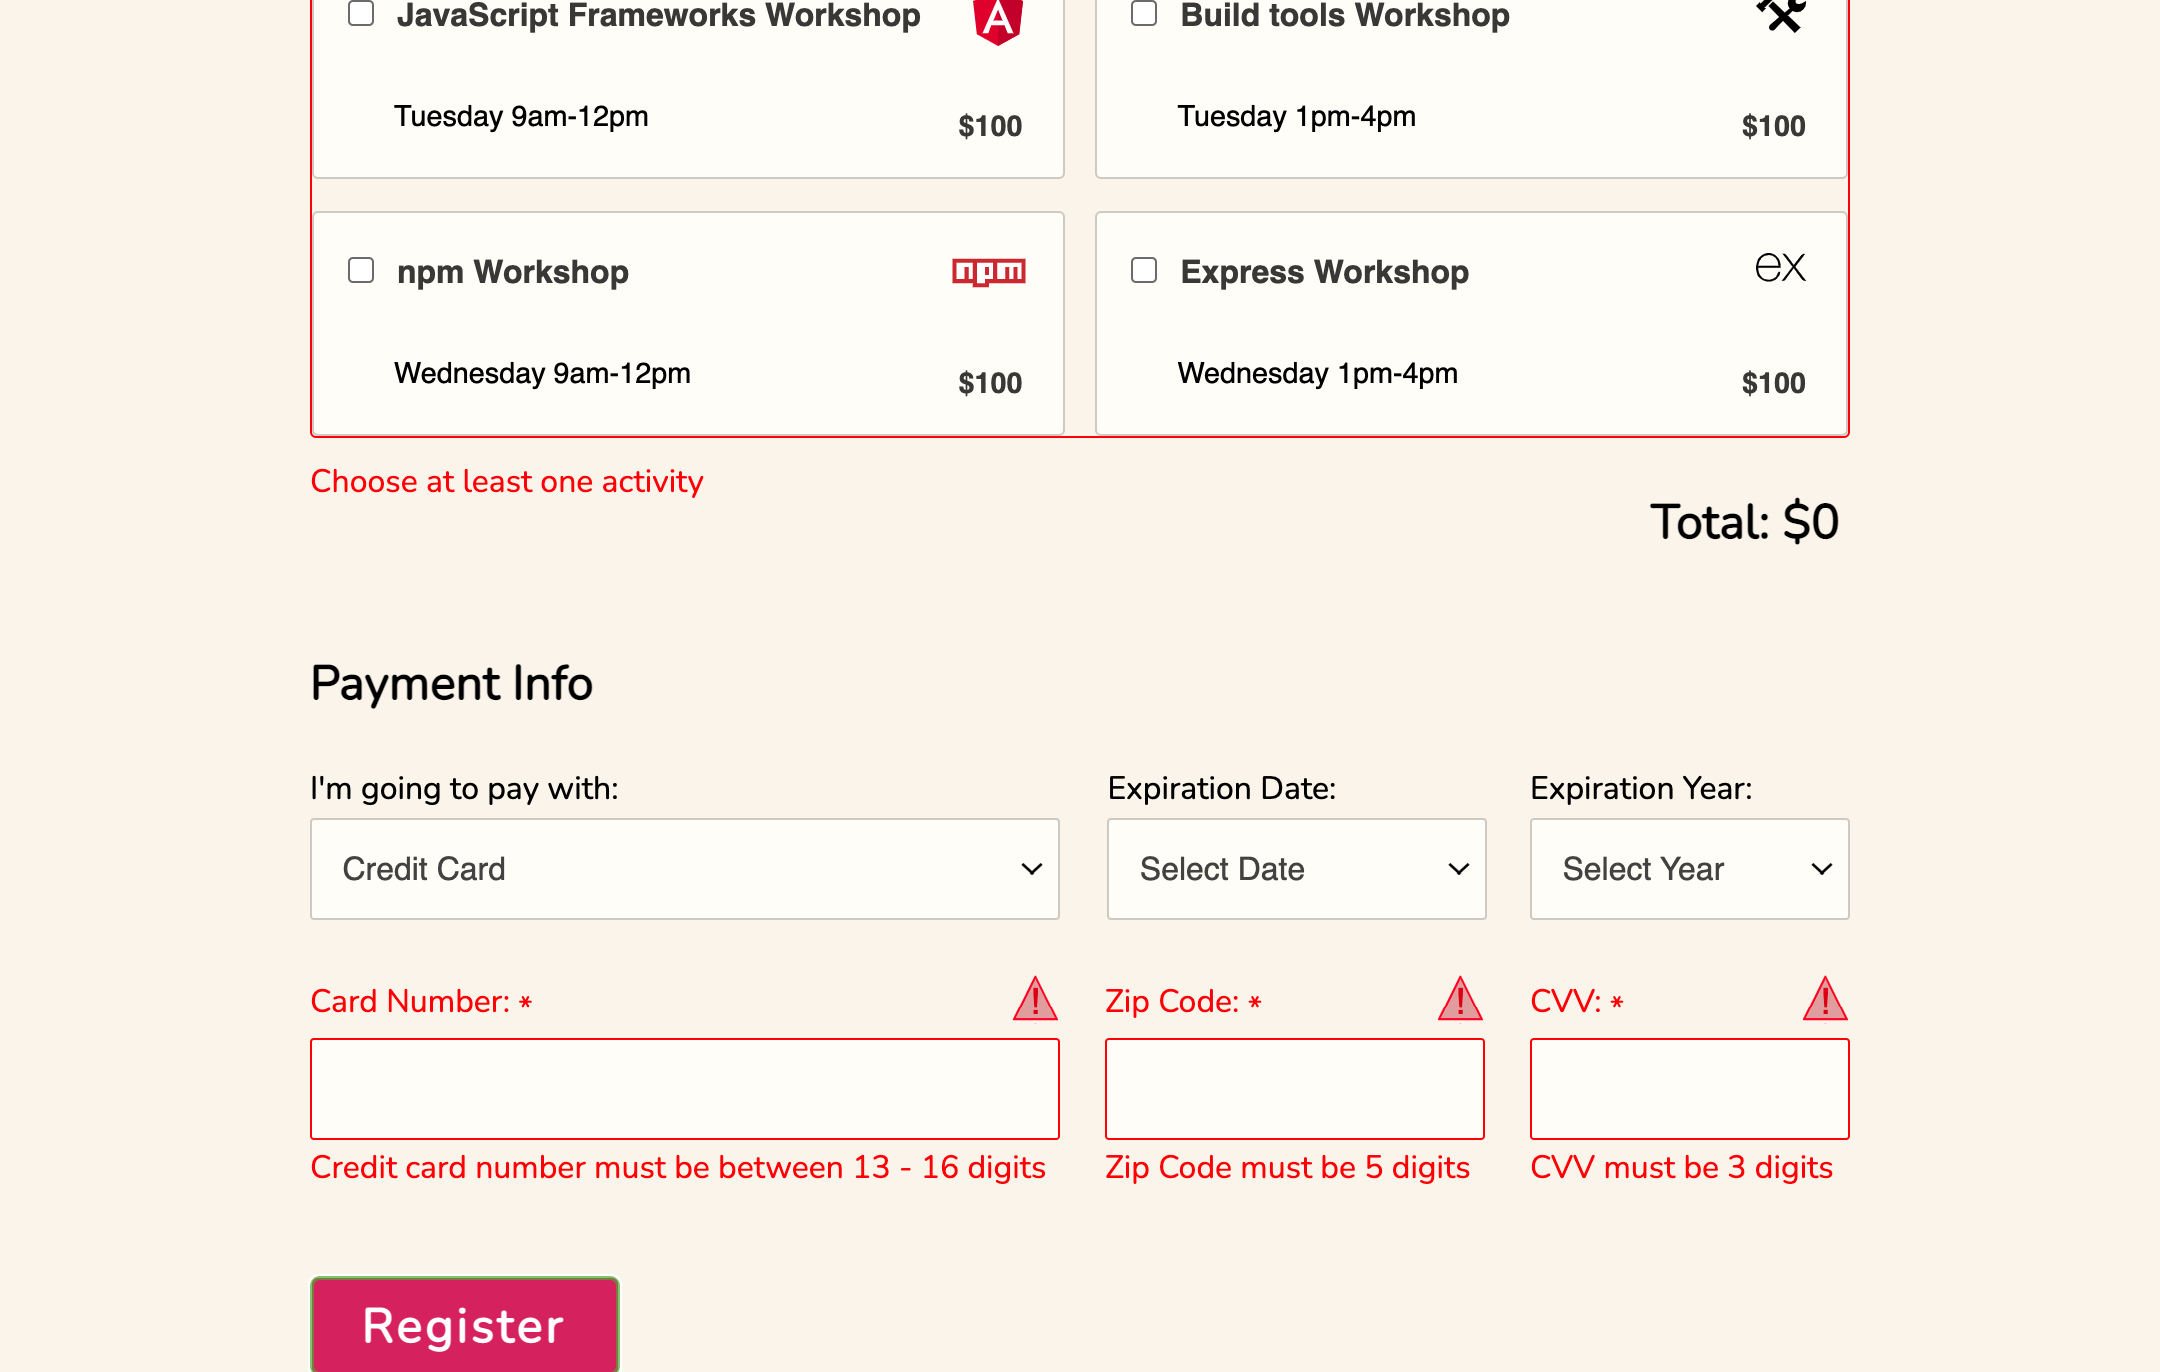 JavaScript Frameworks Workshop
A
Build tools Workshop
Tuesday 9am-12pm
$100
Tuesday 1pm-4pm
$100
npm Workshop
npm
Express Workshop
ex
Wednesday 9am-12pm
$100
Wednesday 1pm-4pm
$100
Choose at least one activity
Total: $0
Payment Info
I'm going to pay with:
Expiration Date:
Expiration Year:
Credit Card
Select Date
Select Year
Card Number: *
!
Zip Code: *
!
CVV: *
!
Credit card number must be between 13 - 16 digits
Zip Code must be 5 digits
CVV must be 3 digits
Register